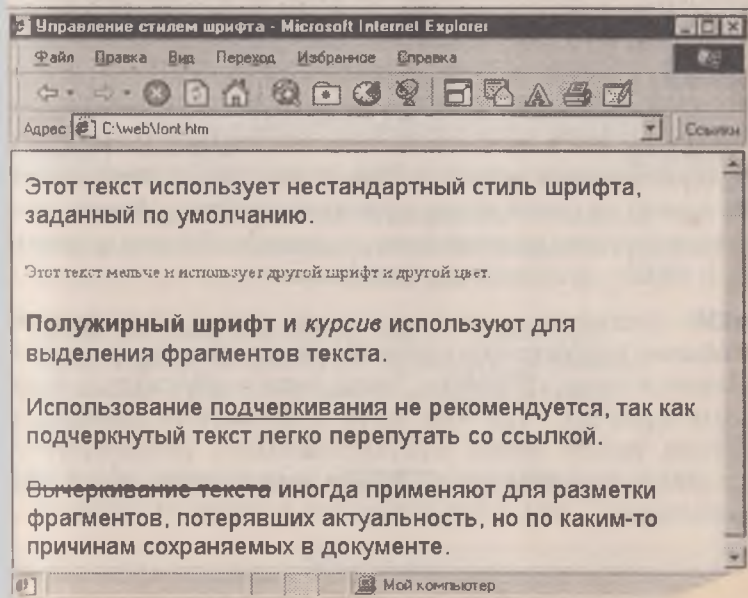 Управление стилем шрифта - Microsoft Internet Explorer
Файл Правка Вид Переход Избранное Справка
Адрес C:\web\font.htm Ссылки
Этот текст использует нестандартный стиль шрифта,
заданный по умолчанию.
Этот текст мельче и использует другой шрифт и другой цвет.
Полужирный шрифт и курсив используют для
выделения фрагментов текста.
Использование подчеркивания не рекомендуется, так как
подчеркнутый текст легко перепутать со ссылкой.
Вычеркивание текста иногда применяют для разметки
фрагментов, потерявших актуальность, но по каким-то
причинам сохраняемых в документе.
Мой компьютер